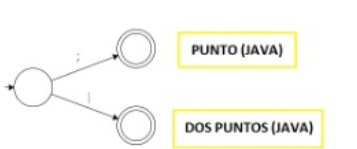 ;
PUNTO (JAVA)
|
DOS PUNTOS (JAVA)